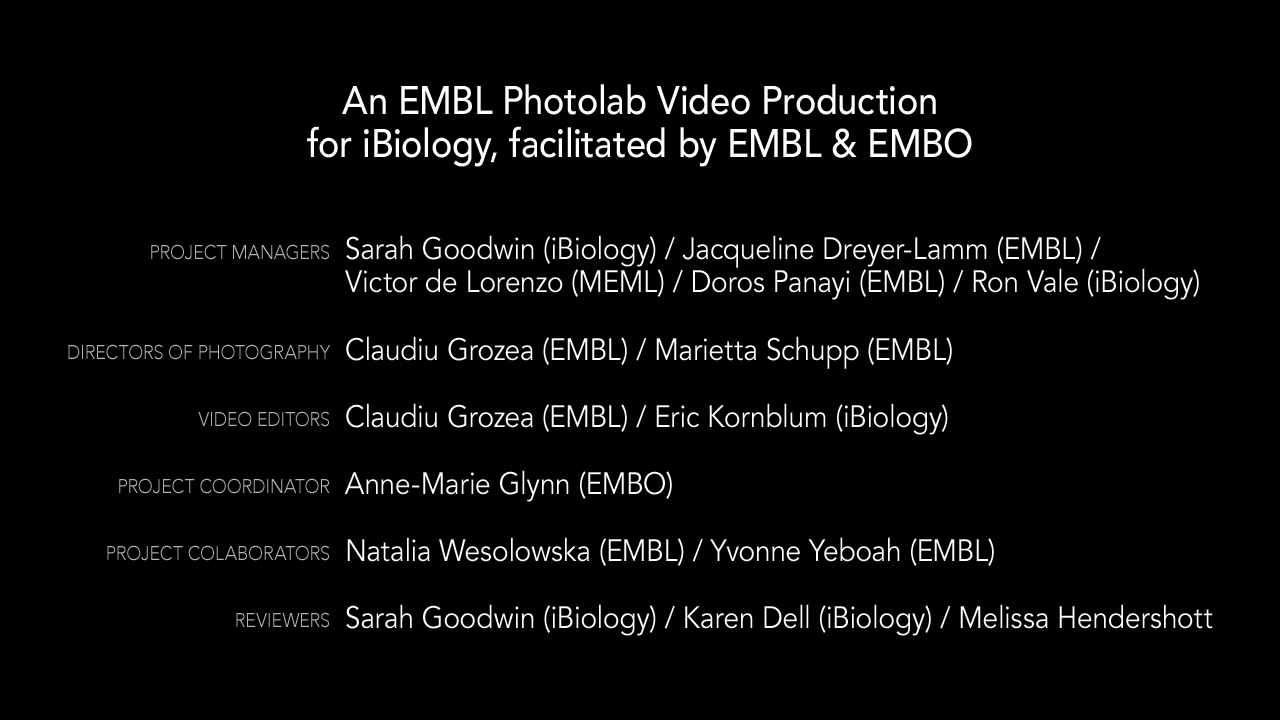 An EMBL Photolab Video Production
for iBiology, facilitated by EMBL & EMBO
PROJECT MANAGERS Sarah Goodwin (iBiology) / Jacqueline Dreyer-Lamm (EMBL) /
Victor de Lorenzo (MEML) / Doros Panayi (EMBL) / Ron Vale (iBiology)
DIRECTORS OF PHOTOGRAPHY Claudiu Grozea (EMBL) / Marietta Schupp (EMBL)
VIDEO EDITORS Claudiu Grozea (EMBL) / Eric Kornblum (iBiology)
PROJECT COORDINATOR Anne-Marie Glynn (EMBO)
PROJECT COLABORATORS Natalia Wesolowska (EMBL) / Yvonne Yeboah (EMBL)
REVIEWERS Sarah Goodwin (iBiology) / Karen Dell (iBiology) / Melissa Hendershott